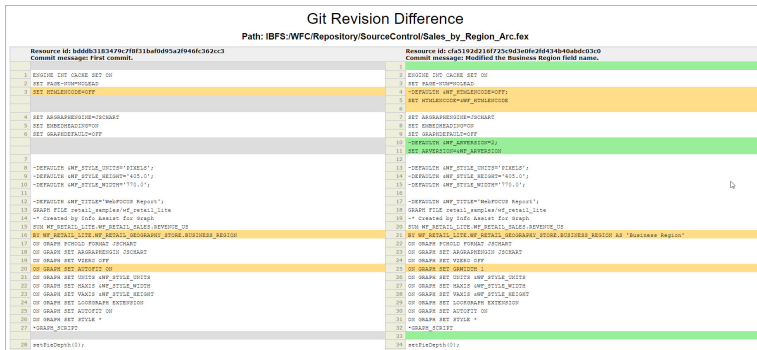 Git Revision Difference
Path: IBFS:/WFC/Repository/SourceControl/Sales_by_Region_Arc.fex
Resource id: bdddb3183479c7f8f31baf0d95a2f946fc362cc3
Commit message: First commit.
1 ENGINE INT CACHE SET ON
2 SET PAGE-NUM=NOLEAD
3 SET HTMLENCODE=OFF
4 SET ARGRAPHENGINE=JSCHART
5 SET EMBEDHEADING=ON
6 SET GRAPHDEFAULT=OFF
7
8 -DEFAULTH &WF_STYLE_UNITS='PIXELS';
9 -DEFAULTH &WF_STYLE_HEIGHT='405.0';
10 -DEFAULTH &WF_STYLE_WIDTH='770.0';
11
12 -DEFAULTH &WF_TITLE='WebFOCUS Report';
13 GRAPH FILE retail_samples/wf_retail_lite
14 -* Created by Info Assist for Graph
15 SUM WF_RETAIL_LITE.WF_RETAIL_SALES.REVENUE_US
16 BY WF_RETAIL_LITE.WF_RETAIL_GEOGRAPHY_STORE.BUSINESS_REGION
17 ON GRAPH PCHOLD FORMAT JSCHART
18 ON GRAPH SET ARGRAPHENGIN JSCHART
19 ON GRAPH SET VZERO OFF
20 ON GRAPH SET AUTOFIT ON
21 ON GRAPH SET UNITS &WF_STYLE_UNITS
22 ON GRAPH SET HAXIS &WF_STYLE_WIDTH
23 ON GRAPH SET VAXIS &WF_STYLE_HEIGHT
24 ON GRAPH SET LOOKGRAPH EXTENSION
25 ON GRAPH SET AUTOFIT ON
26 ON GRAPH SET STYLE *
27 *GRAPH_SCRIPT
28 setPieDepth(0);
Resource id: cfa5192d216f725c9d3e0fe2fd434b40abdc03c0
Commit message: Modified the Business Region field name.
1
2 ENGINE INT CACHE SET ON
3 SET PAGE-NUM=NOLEAD
4 -DEFAULTH &WF_HTMLENCODE=OFF;
5 SET HTMLENCODE=&WF_HTMLENCODE
6
7 SET ARGRAPHENGINE=JSCHART
8 SET EMBEDHEADING=ON
9 SET GRAPHDEFAULT=OFF
10 -DEFAULTH &WF_ARVERSION=2;
11 SET ARVERSION=&WF_ARVERSION
12
13 -DEFAULTH &WF_STYLE_UNITS='PIXELS';
14 -DEFAULTH &WF_STYLE_HEIGHT='405.0';
15 -DEFAULTH &WF_STYLE_WIDTH='770.0';
16
17 -DEFAULTH &WF_TITLE='WebFOCUS Report';
18 GRAPH FILE retail_samples/wf_retail_lite
19 -* Created by Info Assist for Graph
20 SUM WF_RETAIL_LITE.WF_RETAIL_SALES.REVENUE_US
21 BY WF_RETAIL_LITE.WF_RETAIL_GEOGRAPHY_STORE.BUSINESS_REGION AS 'Business Region'
22 ON GRAPH PCHOLD FORMAT JSCHART
23 ON GRAPH SET ARGRAPHENGIN JSCHART
24 ON GRAPH SET VZERO OFF
25 ON GRAPH SET GRWIDTH 1
26 ON GRAPH SET UNITS &WF_STYLE_UNITS
27 ON GRAPH SET HAXIS &WF_STYLE_WIDTH
28 ON GRAPH SET VAXIS &WF_STYLE_HEIGHT
29 ON GRAPH SET LOOKGRAPH EXTENSION
30 ON GRAPH SET AUTOFIT ON
31 ON GRAPH SET STYLE *
32 *GRAPH_SCRIPT
33
34 setPieDepth(0);